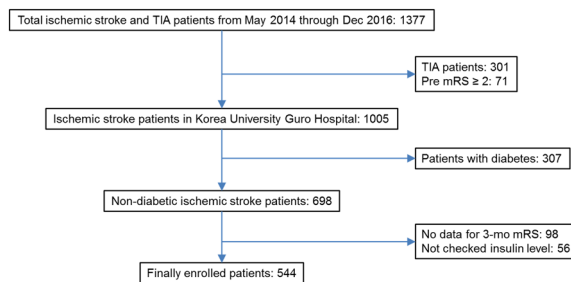 Total ischemic stroke and TIA patients from May 2014 through Dec 2016: 1377
TIA patients: 301
Pre mRS ≥ 2: 71
Ischemic stroke patients in Korea University Guro Hospital: 1005
Patients with diabetes: 307
Non-diabetic ischemic stroke patients: 698
No data for 3-mo mRS: 98
Not checked insulin level: 56
Finally enrolled patients: 544